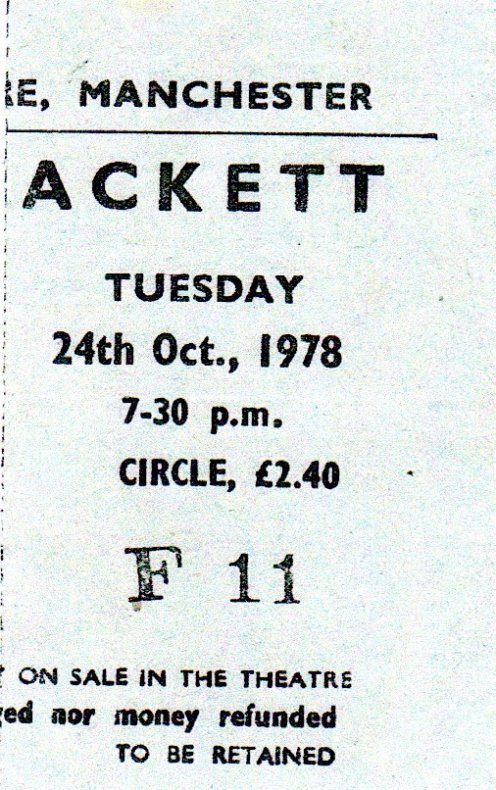 RE, MANCHESTER
ACKETT
TUESDAY
24th Oct., 1978
7-30 p.m.
CIRCLE, £2.40
F 11
ON SALE IN THE THEATRE
ged nor money refunded
TO BE RETAINED